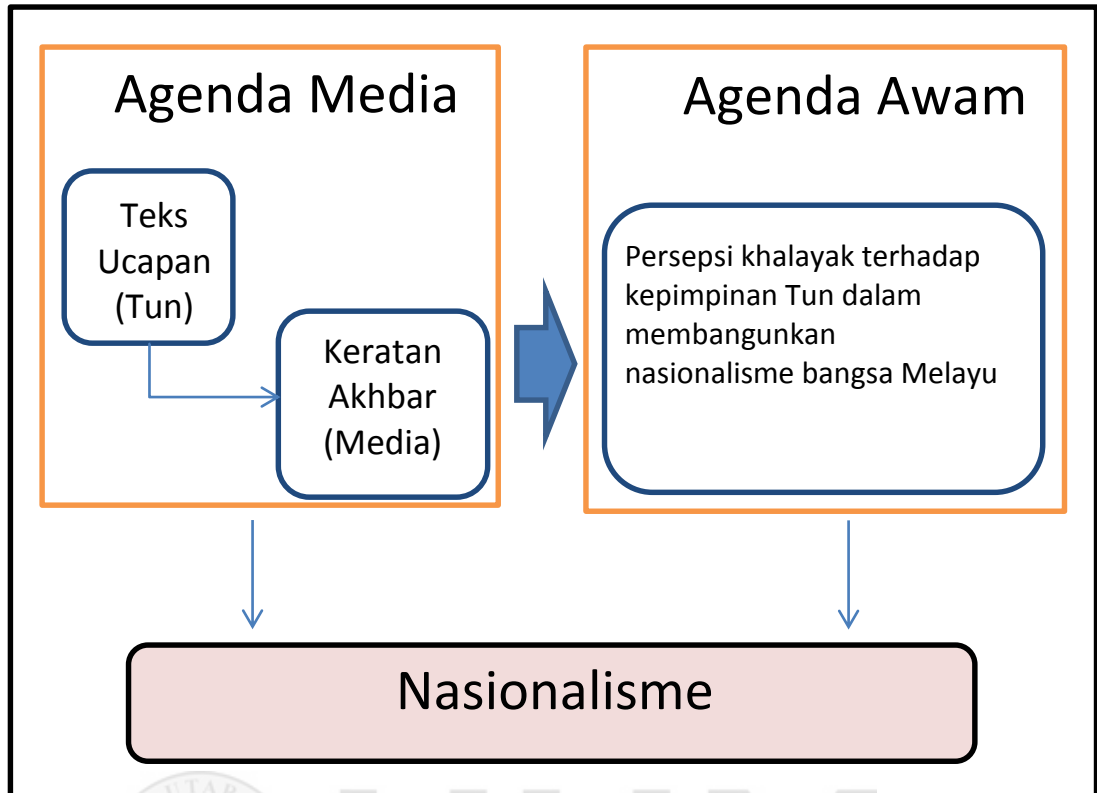 Agenda Media
Agenda Awam
Teks
Ucapan
(Tun)
Keratan
Akhbar
(Media)
Persepsi khalayak terhadap
kepimpinan Tun dalam
membangunkan
nasionalisme bangsa Melayu
Nasionalisme